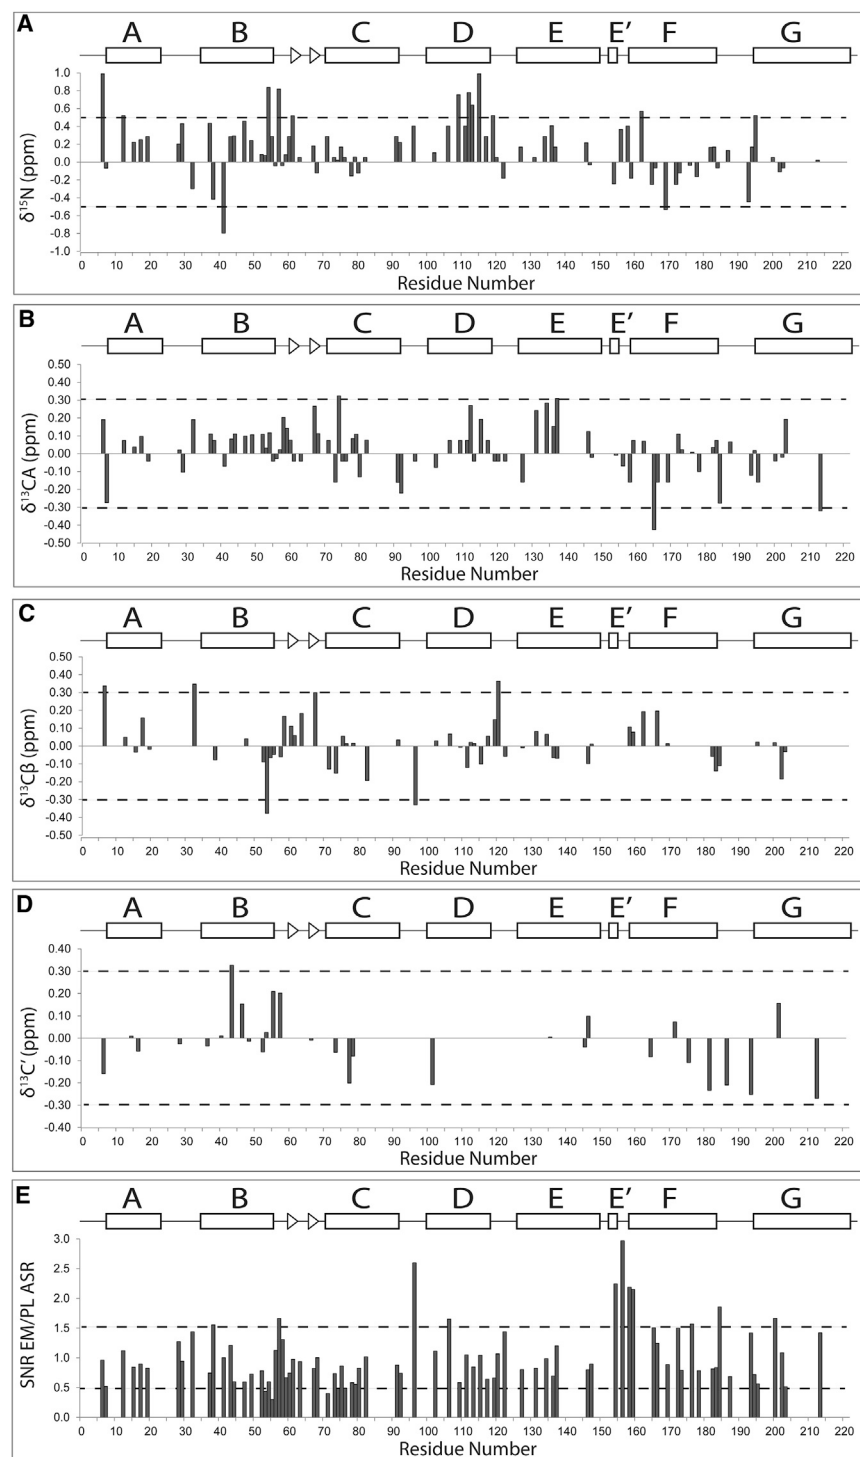 A
A B C D E E′ F G
1.0
0.8
0.6
0.4
0.2
0.0
-0.2
-0.4
-0.6
-0.8
-1.0
δ¹⁵N (ppm)
0 10 20 30 40 50 60 70 80 90 100 110 120 130 140 150 160 170 180 190 200 210 220
Residue Number
B
A B C D E E′ F G
0.50
0.40
0.30
0.20
0.10
0.00
-0.10
-0.20
-0.30
-0.40
-0.50
δ¹³CA (ppm)
0 10 20 30 40 50 60 70 80 90 100 110 120 130 140 150 160 170 180 190 200 210 220
Residue Number
C
A B C D E E′ F G
0.50
0.40
0.30
0.20
0.10
0.00
-0.10
-0.20
-0.30
-0.40
-0.50
δ¹³Cβ (ppm)
0 10 20 30 40 50 60 70 80 90 100 110 120 130 140 150 160 170 180 190 200 210 220
Residue Number
D
A B C D E E′ F G
0.40
0.30
0.20
0.10
0.00
-0.10
-0.20
-0.30
-0.40
δ¹³C′ (ppm)
0 10 20 30 40 50 60 70 80 90 100 110 120 130 140 150 160 170 180 190 200 210 220
Residue Number
E
A B C D E E′ F G
3.0
2.5
2.0
1.5
1.0
0.5
0.0
SNR EM/PL ASR
0 10 20 30 40 50 60 70 80 90 100 110 120 130 140 150 160 170 180 190 200 210 220
Residue Number